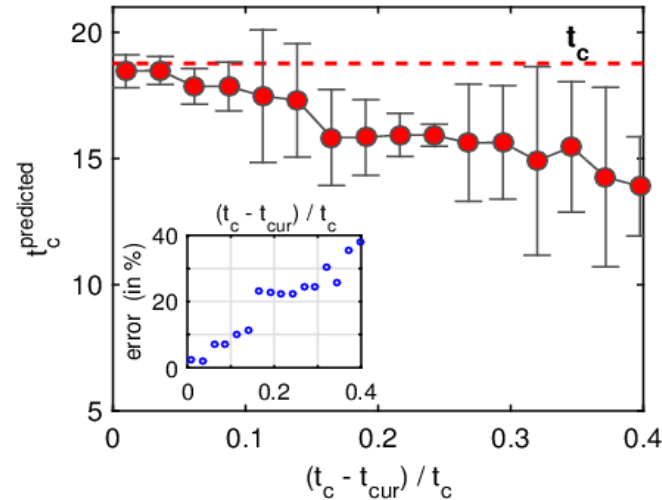 20
15
10
5
t_c^predicted
t_c
(t_c - t_cur) / t_c
40
20
0
error (in %)
0 0.2 0.4
0 0.1 0.2 0.3 0.4
(t_c - t_cur) / t_c